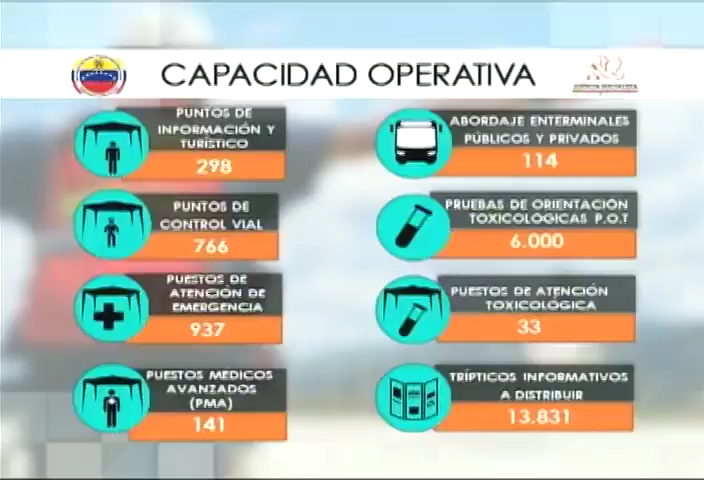 CAPACIDAD OPERATIVA
PUNTOS DE
INFORMACIÓN Y
TURÍSTICO
298
PUNTOS DE
CONTROL VIAL
766
PUESTOS DE
ATENCIÓN DE
EMERGENCIA
937
PUESTOS MÉDICOS
AVANZADOS
(PMA)
141
ABORDAJE ENTERMINALES
PÚBLICOS Y PRIVADOS
114
PRUEBAS DE ORIENTACIÓN
TOXICOLÓGICAS P.O.T
6.000
PUESTOS DE ATENCIÓN
TOXICOLÓGICA
33
TRÍPTICOS INFORMATIVOS
A DISTRIBUIR
13.831